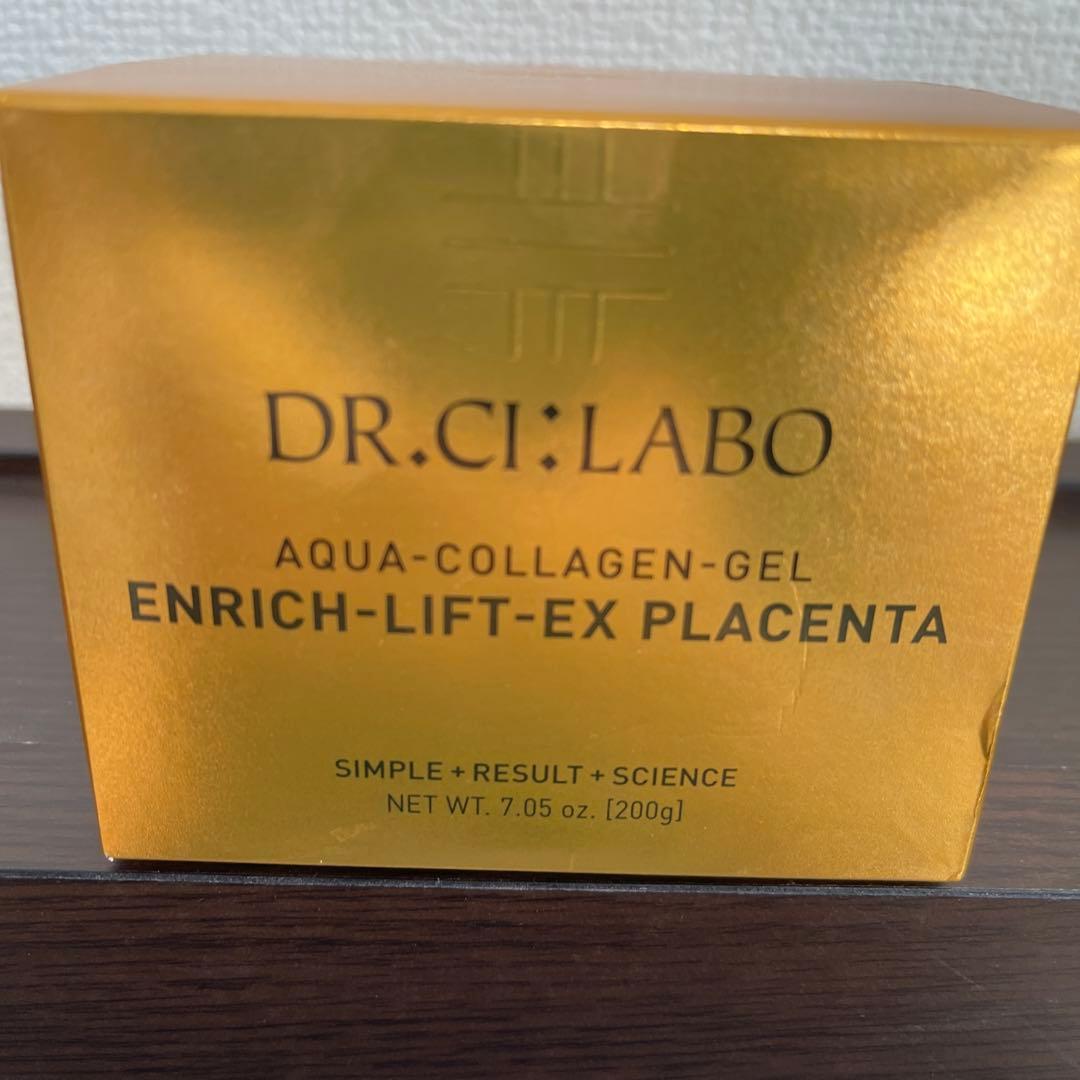 DR.CI:LABO
AQUA-COLLAGEN-GEL
ENRICH-LIFT-EX PLACENTA
SIMPLE + RESULT + SCIENCE
NET WT. 7.05 oz. [200g]